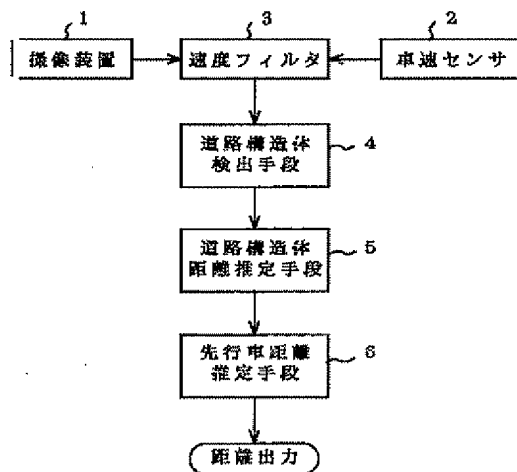 1
3
2
撮像装置
速度フィルタ
車速センサ
道路構造体
検出手段
4
道路構造体
距離推定手段
5
先行車距離
推定手段
6
距離出力